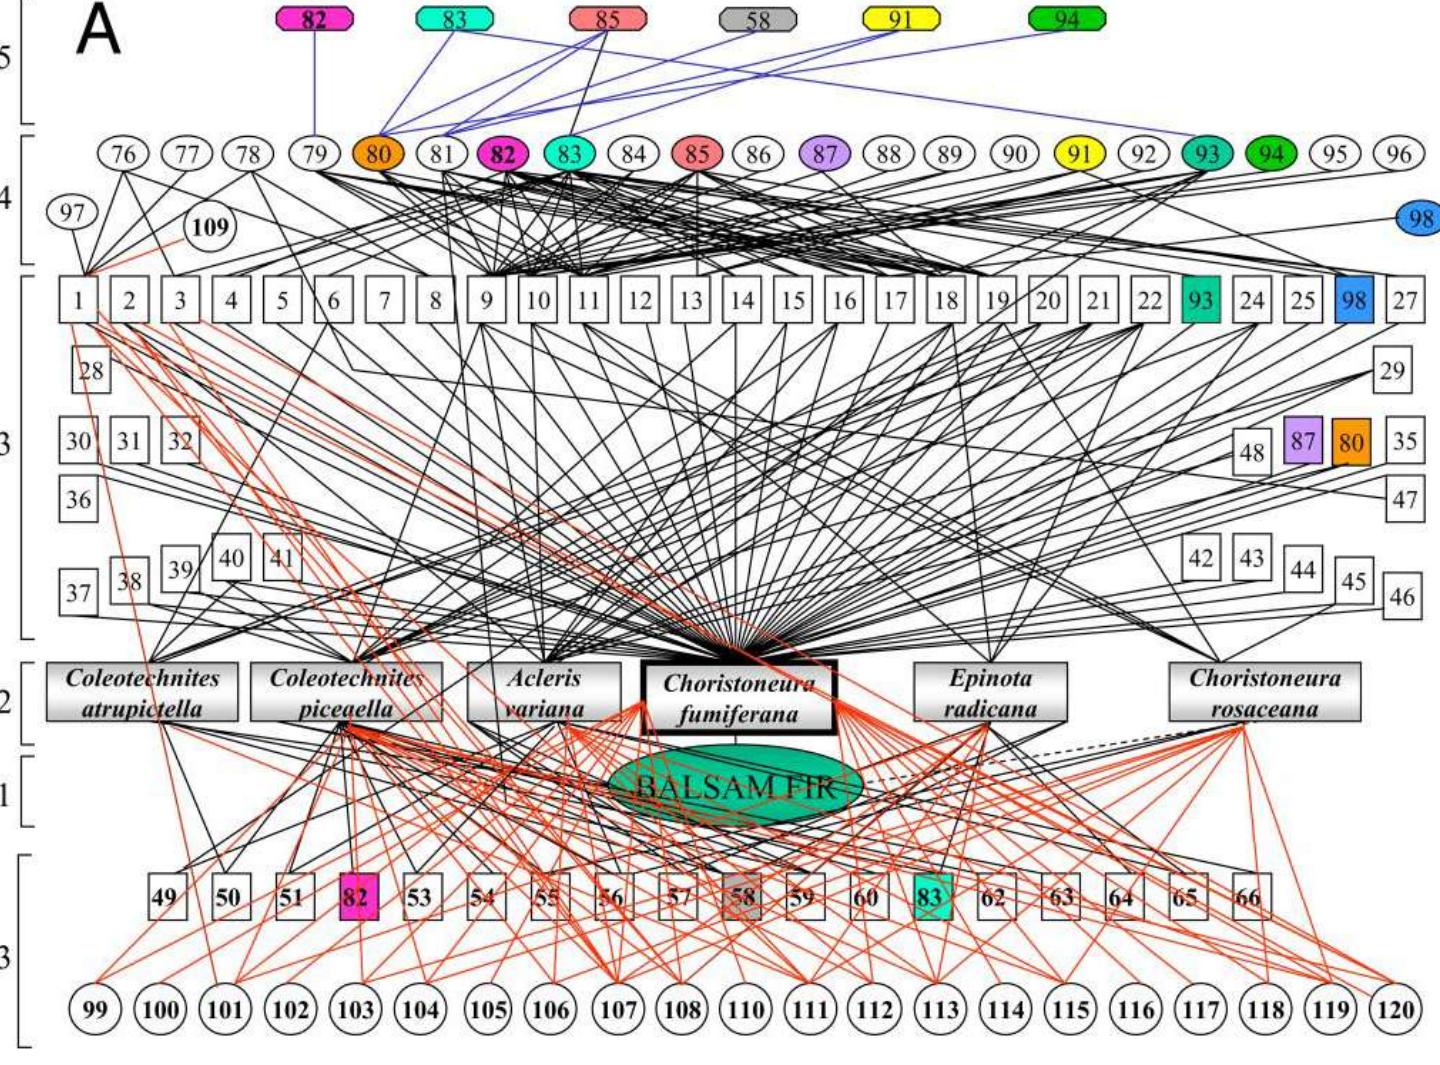 A
82 83 85 58 91 94
5
76 77 78 79 80 81 82 83 84 85 86 87 88 89 90 91 92 93 94 95 96
4
97 109 98
1 2 3 4 5 6 7 8 9 10 11 12 13 14 15 16 17 18 19 20 21 22 93 24 25 98 27
28 29
3
30 31 32 48 87 80 35
36 47
40 41 42 43
37 38 39 44 45 46
Coleotechnites Coleotechnites Acleris Choristoneura Epinota Choristoneura
2
atrupictella piceaella variana fumiferana radicana rosaceana
1
BALSAM FIR
49 50 51 82 53 54 55 56 57 58 59 60 83 62 63 64 65 66
3
99 100 101 102 103 104 105 106 107 108 110 111 112 113 114 115 116 117 118 119 120